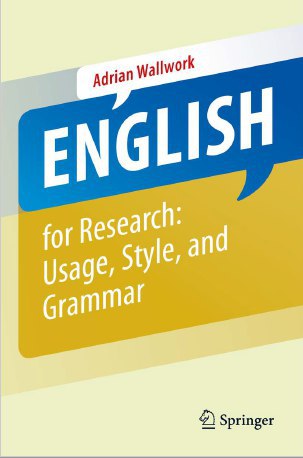 Adrian Wallwork
ENGLISH
for Research:
Usage, Style, and
Grammar
Springer